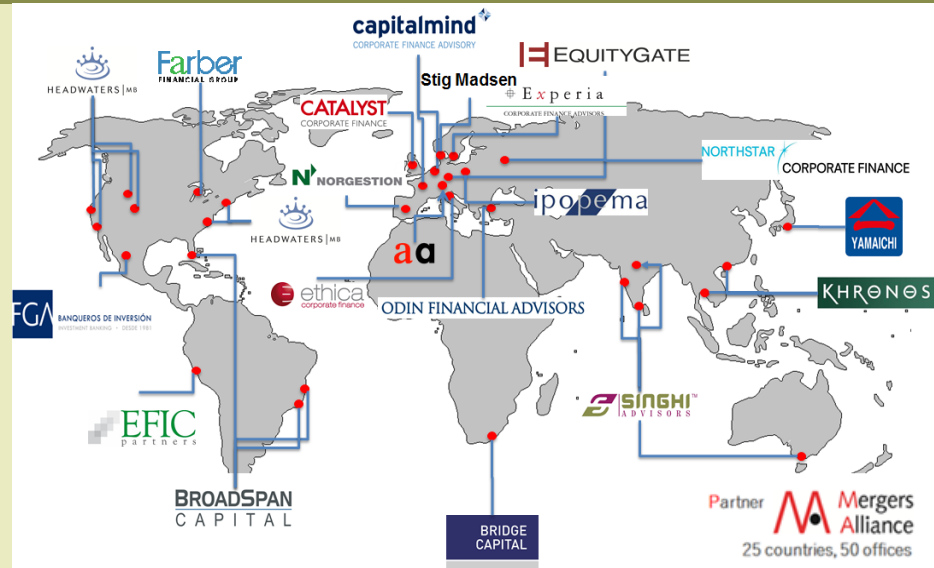 capitalmind
CORPORATE FINANCE ADVISORY
HEADWATERS|MB
Farber
FINANCIAL GROUP
Stig Madsen
EQUITYGATE
Experia
CORPORATE FINANCE ADVISORS
CATALYST
CORPORATE FINANCE
NORTHSTAR
CORPORATE FINANCE
N NORGESTION
ipopema
HEADWATERS|MB
YAMAICHI
aa
ethica
corporate finance
ODIN FINANCIAL ADVISORS
KHRONOS
FGA BANQUEROS DE INVERSIÓN
INVESTMENT BANKING - DESDE 1981
SINGHI™
ADVISORS
EFIC
partners
BROADSPAN
CAPITAL
BRIDGE
CAPITAL
Partner
MA
Mergers
Alliance
25 countries, 50 offices